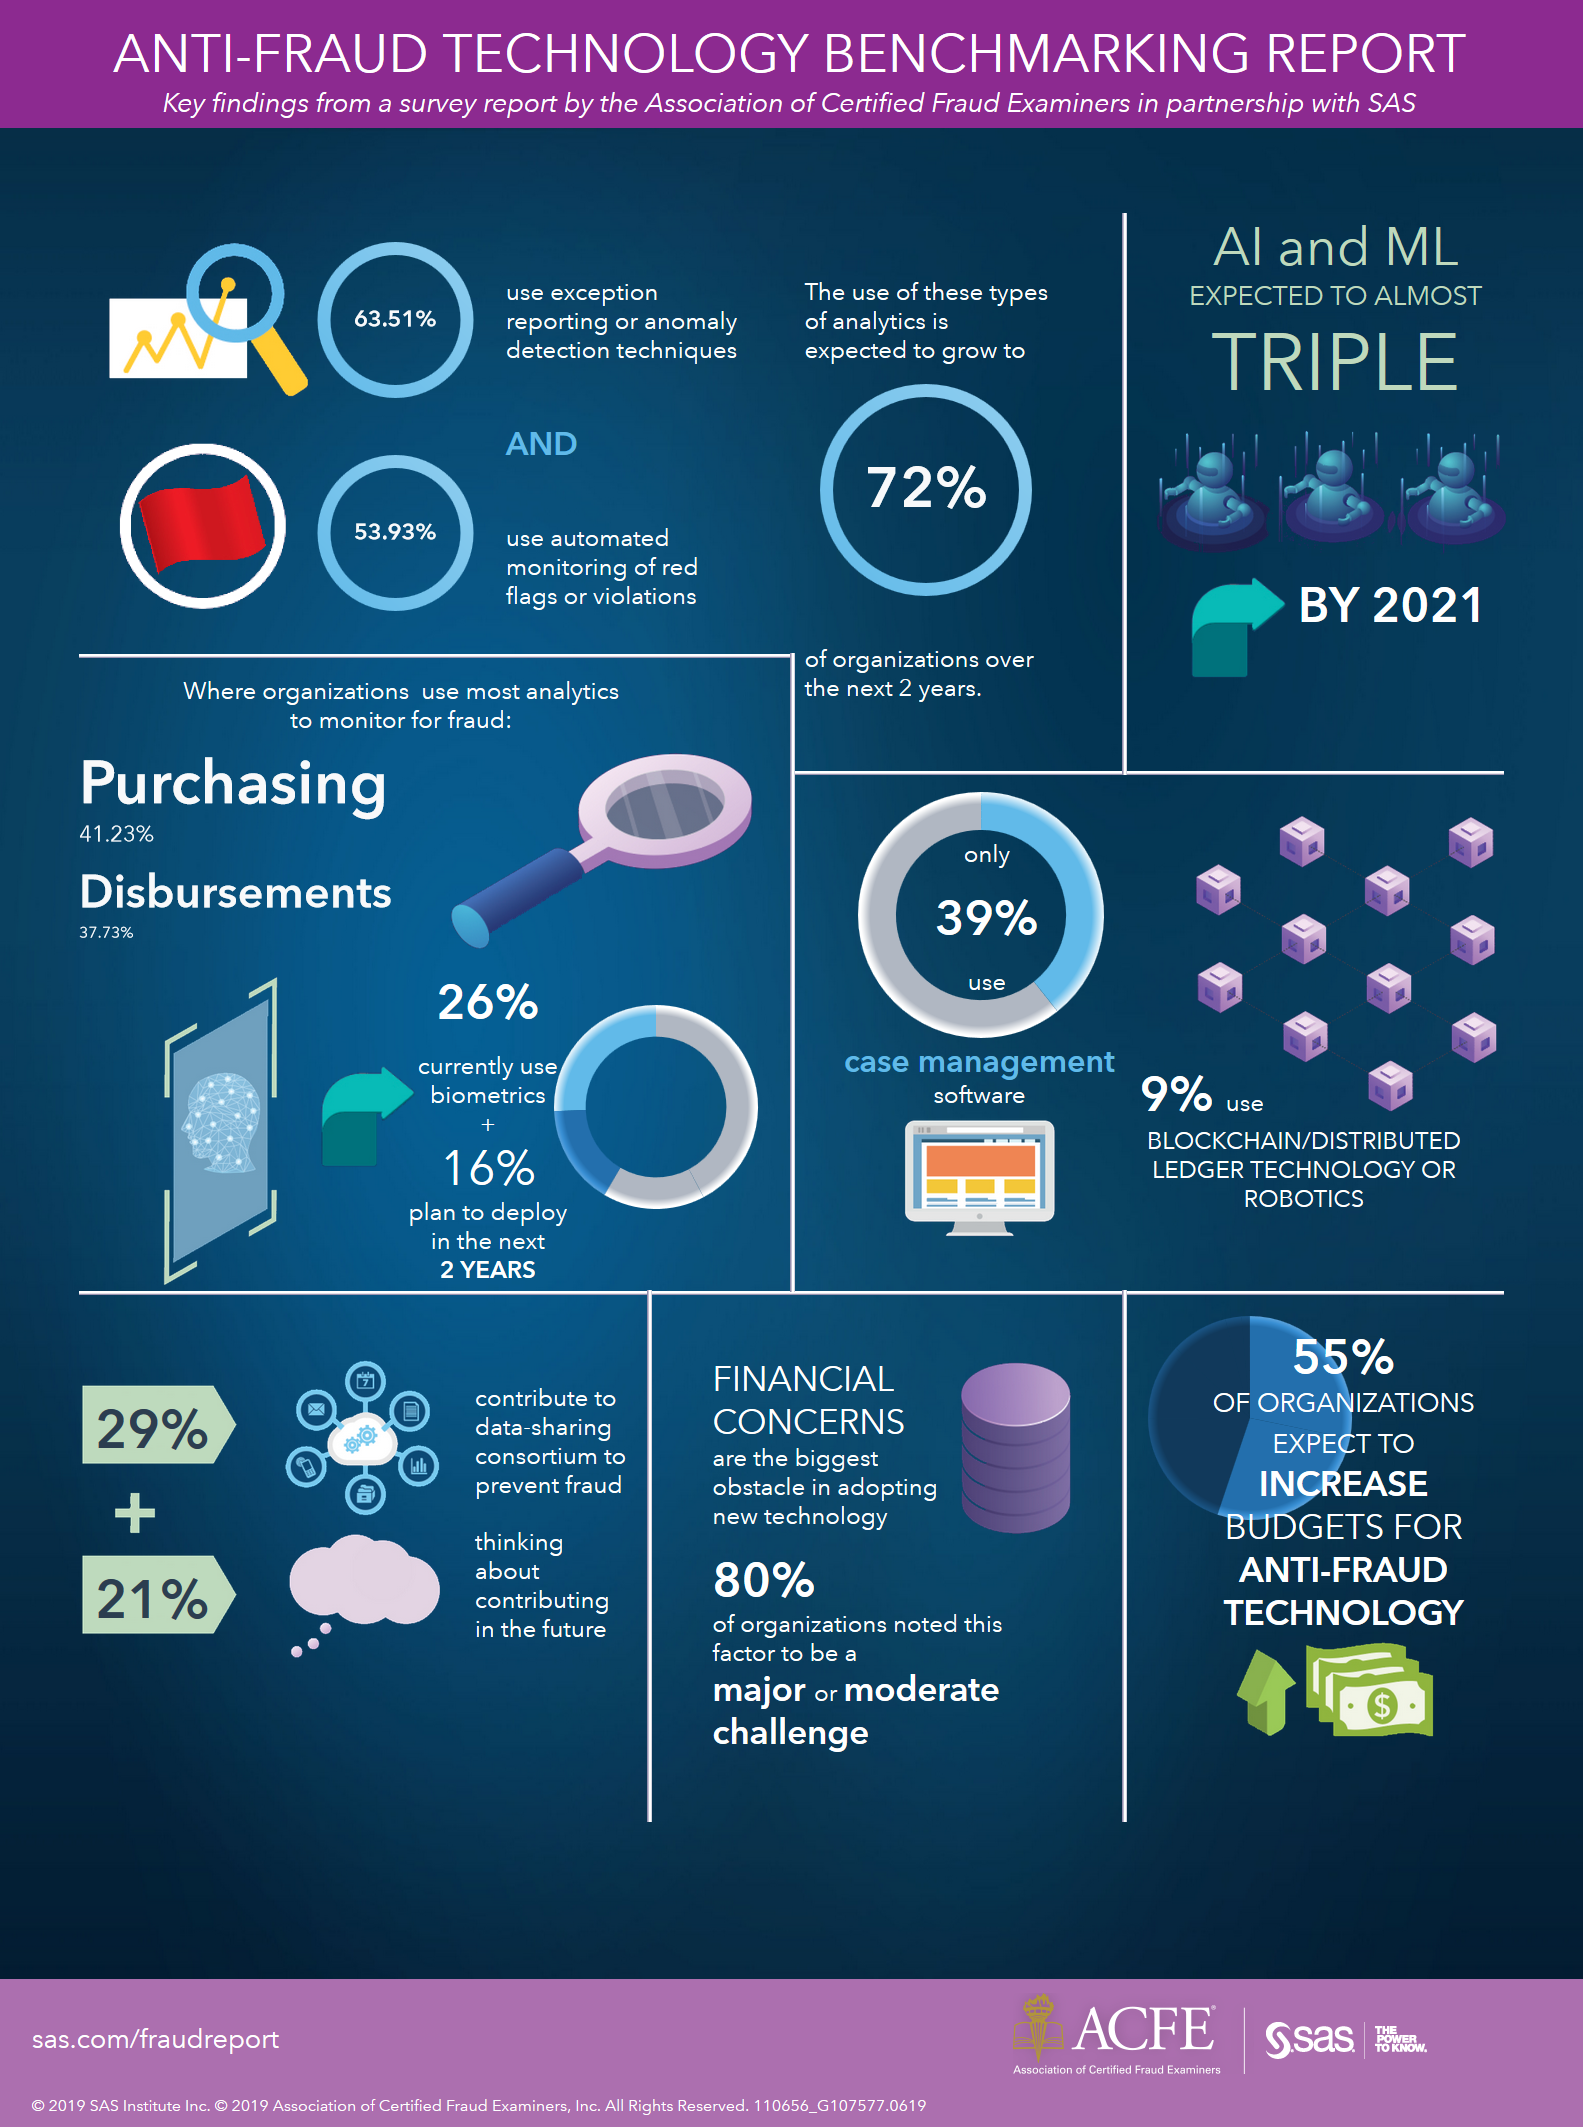 ANTI-FRAUD TECHNOLOGY BENCHMARKING REPORT
Key findings from a survey report by the Association of Certified Fraud Examiners in partnership with SAS
63.51%
use exception
reporting or anomaly
detection techniques
AND
53.93%
use automated
monitoring of red
flags or violations
The use of these types
of analytics is
expected to grow to
72%
of organizations over
the next 2 years.
AI and ML
EXPECTED TO ALMOST
TRIPLE
BY 2021
Where organizations use most analytics
to monitor for fraud:
Purchasing
41.23%
Disbursements
37.73%
26%
currently use
biometrics
+
16%
plan to deploy
in the next
2 YEARS
only
39%
use
case management
software
9% use
BLOCKCHAIN/DISTRIBUTED
LEDGER TECHNOLOGY OR
ROBOTICS
29%
+
21%
7
contribute to
data-sharing
consortium to
prevent fraud
thinking
about
contributing
in the future
FINANCIAL
CONCERNS
are the biggest
obstacle in adopting
new technology
80%
of organizations noted this
factor to be a
major or moderate
challenge
55%
OF ORGANIZATIONS
EXPECT TO
INCREASE
BUDGETS FOR
ANTI-FRAUD
TECHNOLOGY
$
sas.com/fraudreport
ACFE®
Association of Certified Fraud Examiners
sas
THE
POWER
TO KNOW.
© 2019 SAS Institute Inc. © 2019 Association of Certified Fraud Examiners, Inc. All Rights Reserved. 110656_G107577.0619